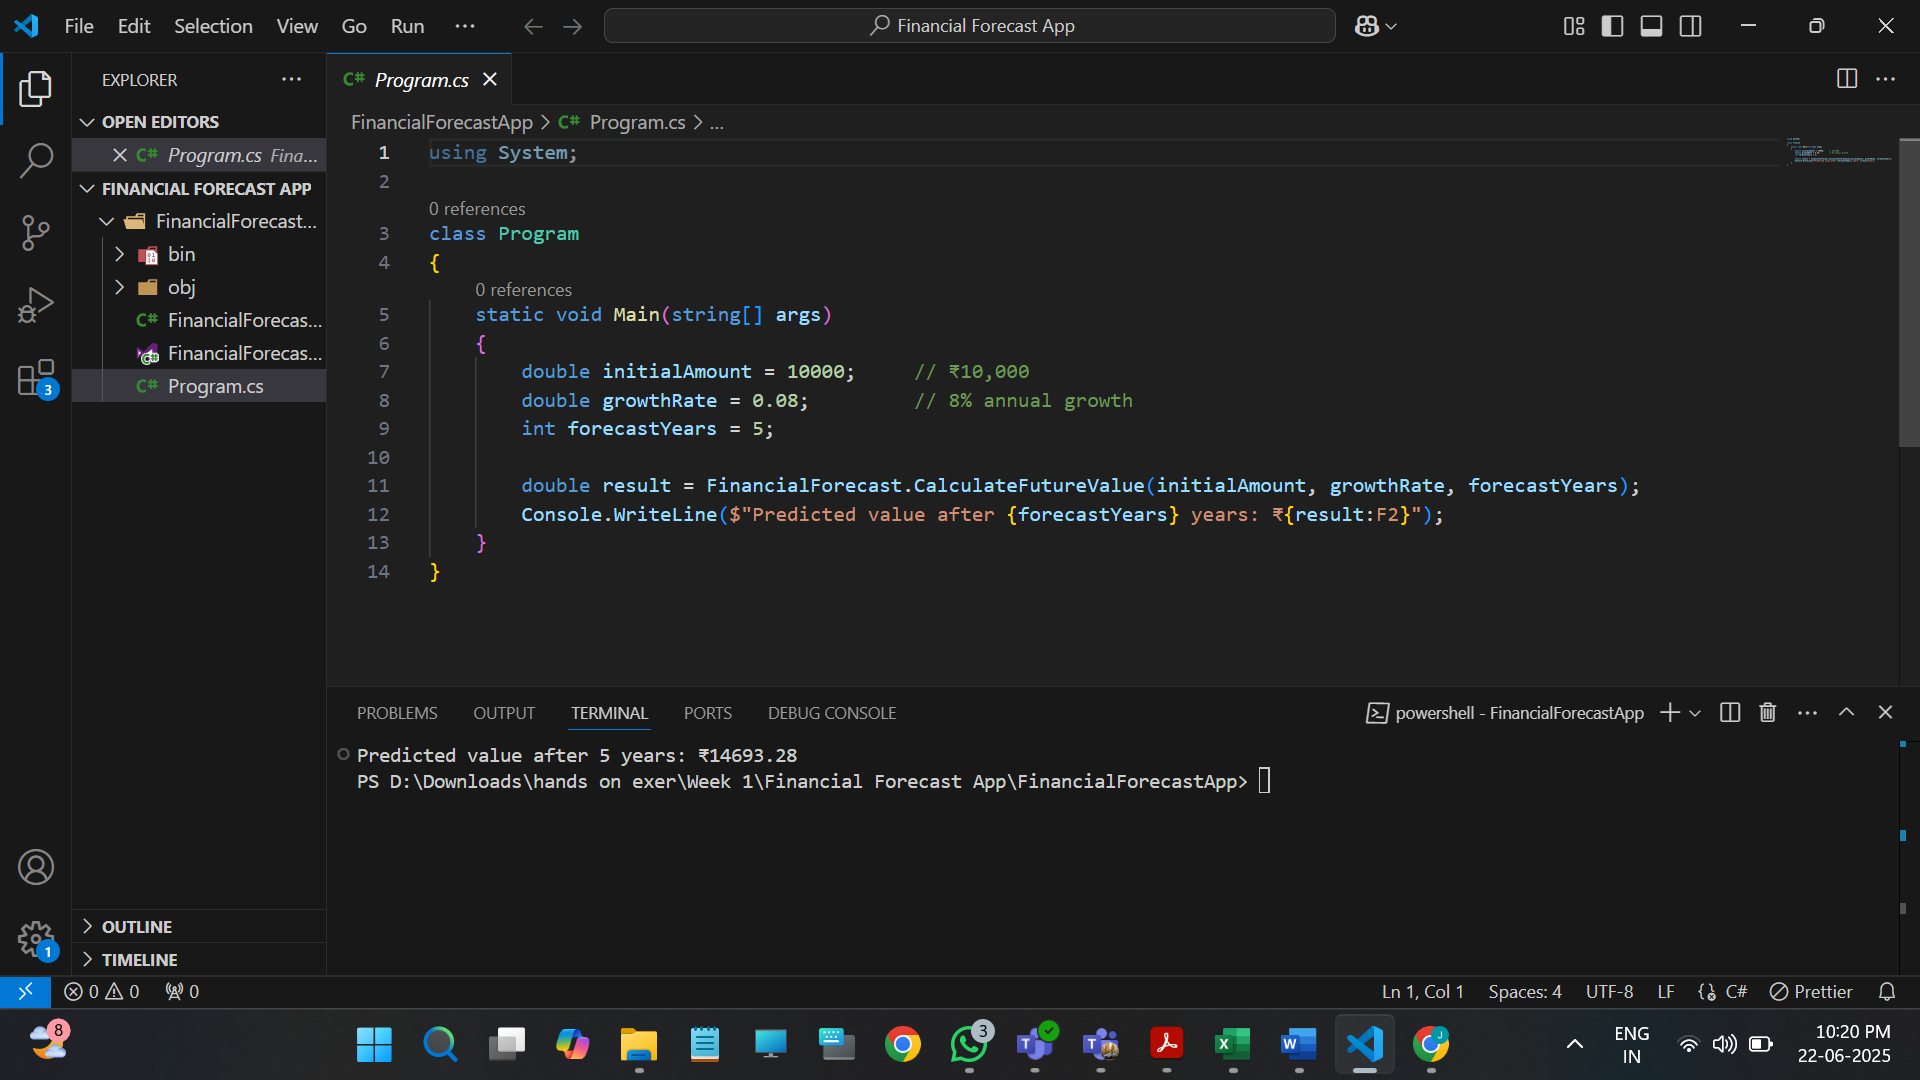 File Edit Selection View Go Run ...
Financial Forecast App
EXPLORER
OPEN EDITORS
Program.cs Fina...
FINANCIAL FORECAST APP
FinancialForecast...
bin
obj
FinancialForecas...
FinancialForecas...
Program.cs
OUTLINE
TIMELINE
3
1
Program.cs
FinancialForecastApp > Program.cs > ...
1 using System;
2
0 references
3 class Program
4 {
0 references
5 static void Main(string[] args)
6 {
7 double initialAmount = 10000; // ₹10,000
8 double growthRate = 0.08; // 8% annual growth
9 int forecastYears = 5;
10
11 double result = FinancialForecast.CalculateFutureValue(initialAmount, growthRate, forecastYears);
12 Console.WriteLine($"Predicted value after {forecastYears} years: ₹{result:F2}");
13 }
14 }
PROBLEMS OUTPUT TERMINAL PORTS DEBUG CONSOLE
powershell - FinancialForecastApp
Predicted value after 5 years: ₹14693.28
PS D:\Downloads\hands on exer\Week 1\Financial Forecast App\FinancialForecastApp>
0 0 0
Ln 1, Col 1 Spaces: 4 UTF-8 LF C# Prettier
8
3
ENG
IN
10:20 PM
22-06-2025